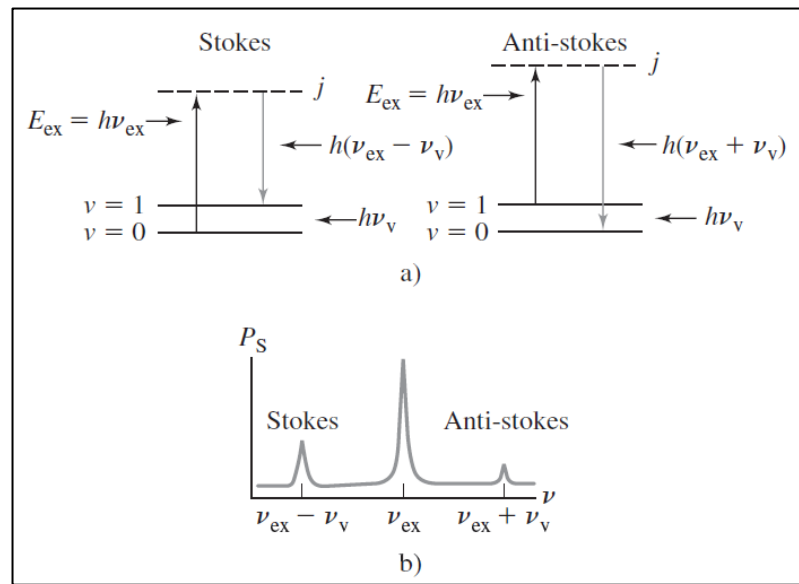 Stokes
Anti-stokes
j
j
E_ex = hν_ex
E_ex = hν_ex
h(ν_ex − ν_v)
h(ν_ex + ν_v)
v = 1
v = 0
hν_v
v = 1
v = 0
hν_v
a)
P_S
Stokes
Anti-stokes
ν
ν_ex − ν_v
ν_ex
ν_ex + ν_v
b)